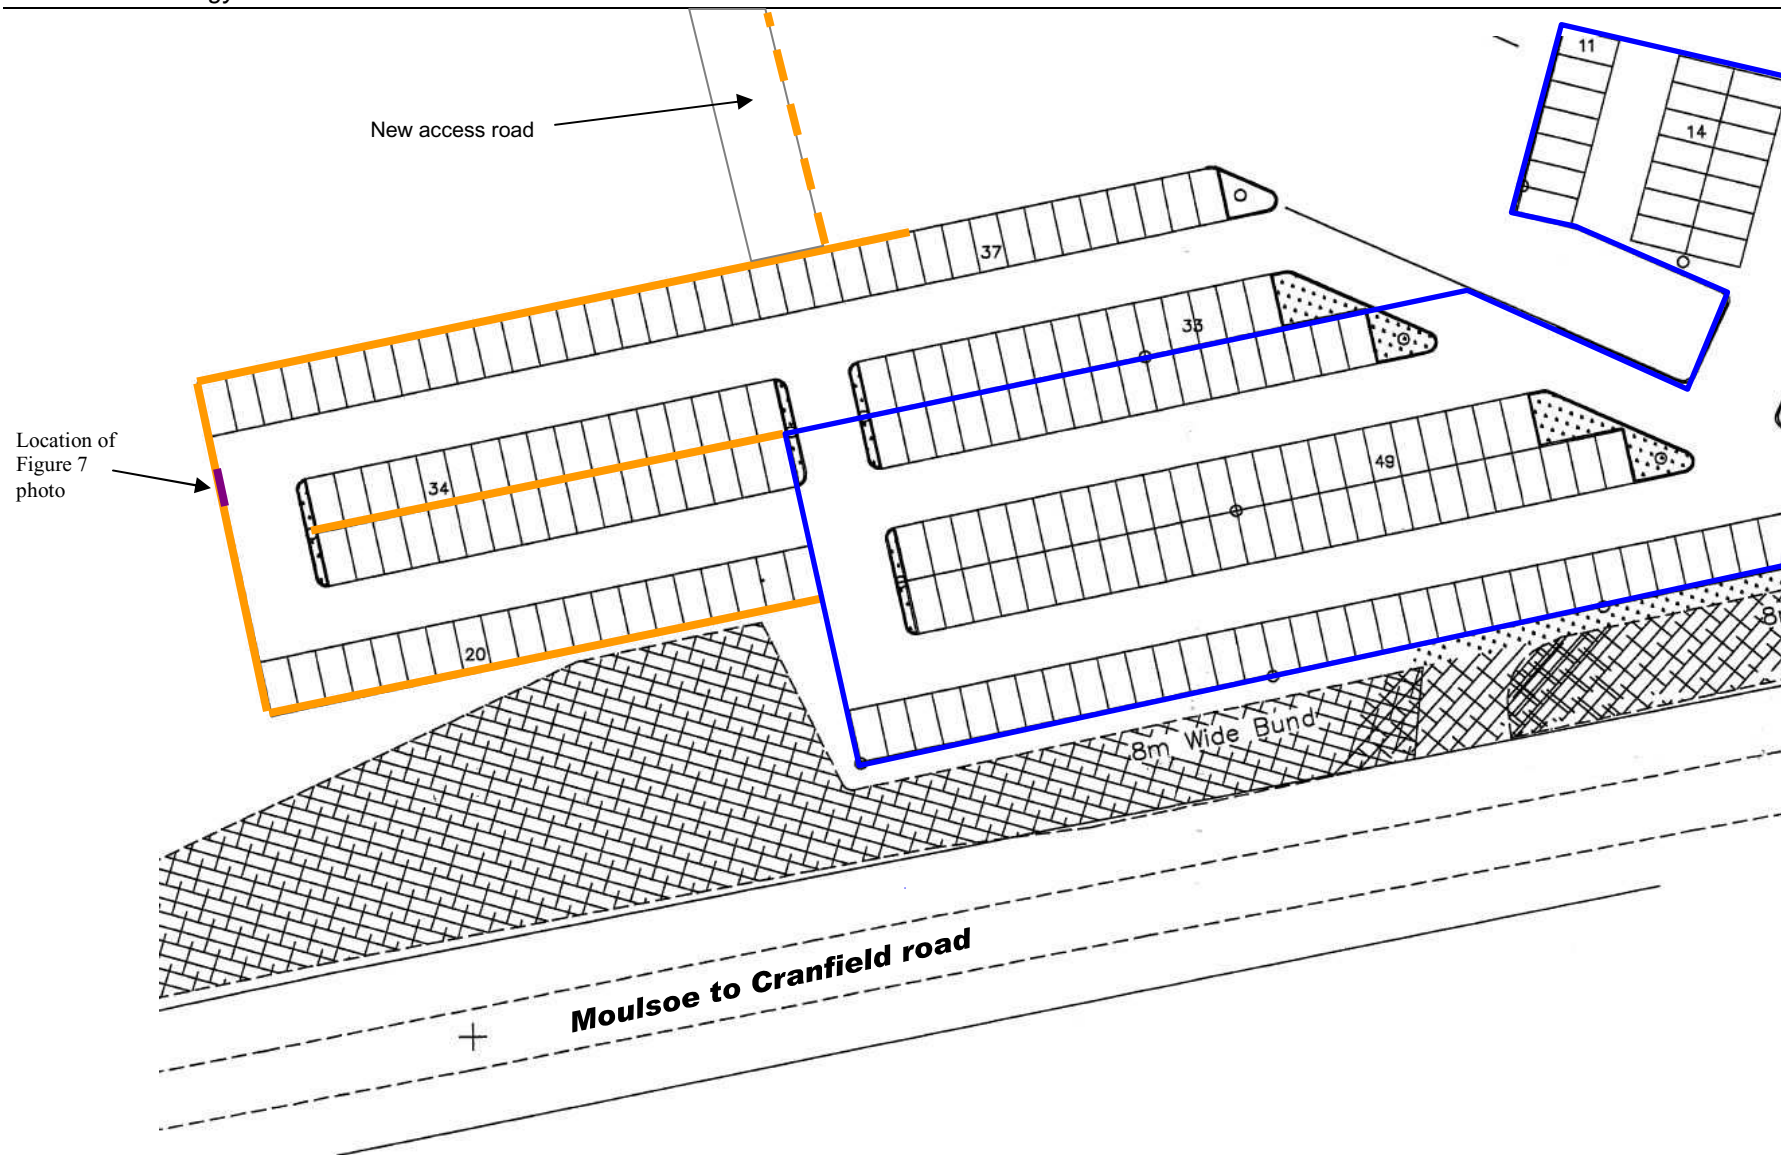 gy
New access road
11
14
37
33
Location of
Figure 7
photo
34
49
20
8m Wide Bund
Moulsoe to Cranfield road